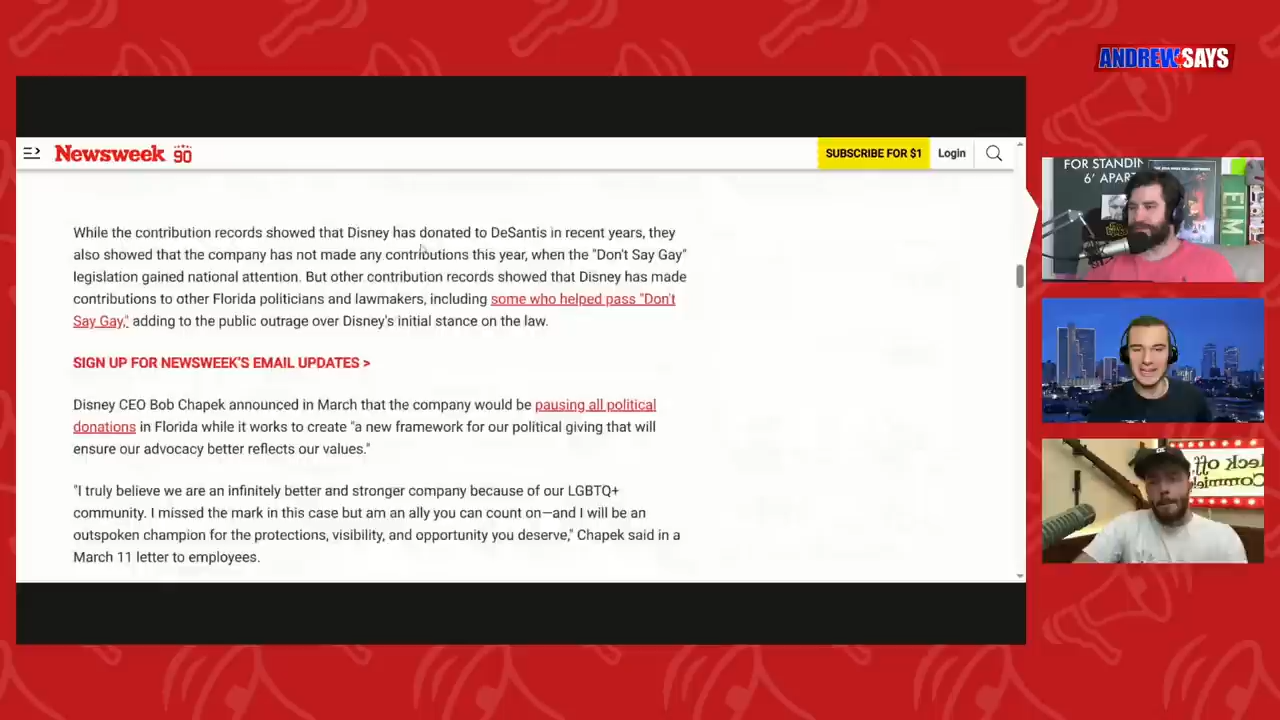 ANDREW SAYS
Newsweek 90
SUBSCRIBE FOR $1
Login
While the contribution records showed that Disney has donated to DeSantis in recent years, they
also showed that the company has not made any contributions this year, when the "Don't Say Gay"
legislation gained national attention. But other contribution records showed that Disney has made
contributions to other Florida politicians and lawmakers, including some who helped pass "Don't
Say Gay," adding to the public outrage over Disney's initial stance on the law.
SIGN UP FOR NEWSWEEK'S EMAIL UPDATES >
Disney CEO Bob Chapek announced in March that the company would be pausing all political
donations in Florida while it works to create "a new framework for our political giving that will
ensure our advocacy better reflects our values."
"I truly believe we are an infinitely better and stronger company because of our LGBTQ+
community. I missed the mark in this case but am an ally you can count on—and I will be an
outspoken champion for the protections, visibility, and opportunity you deserve," Chapek said in a
March 11 letter to employees.
FOR STANDIN
6' APART
ELM